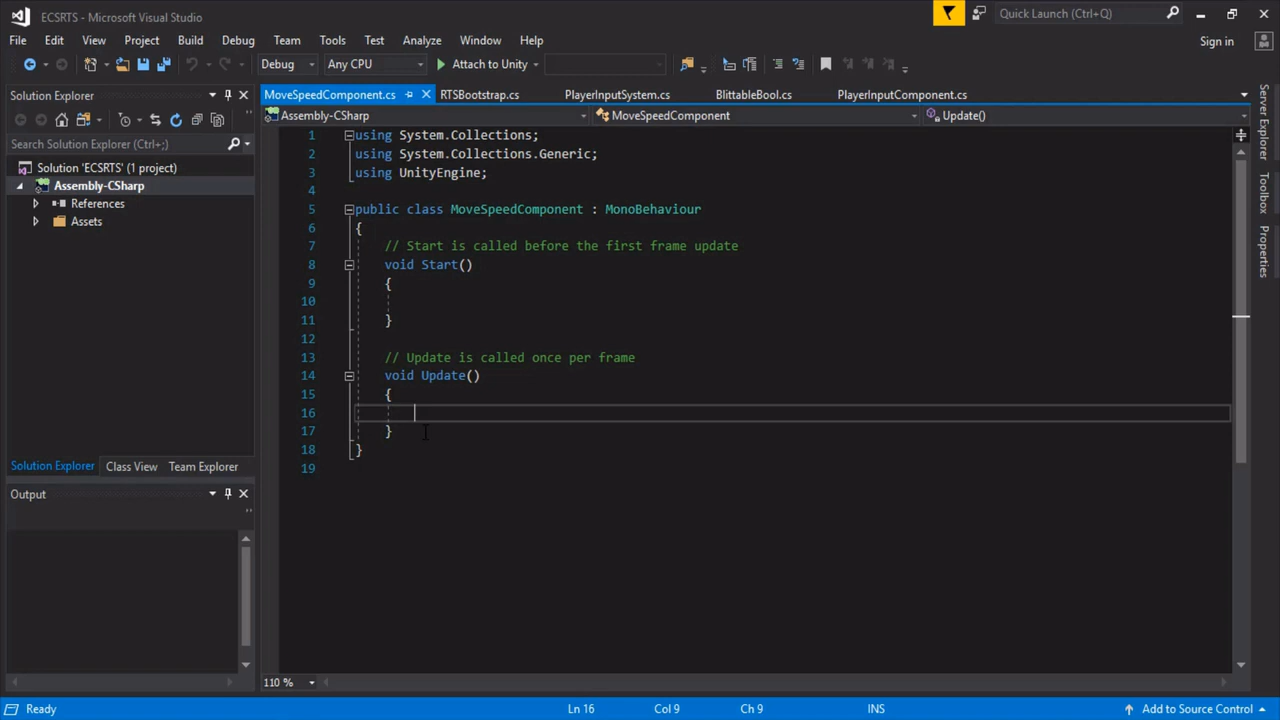 ECSRTS - Microsoft Visual Studio
Quick Launch (Ctrl+Q)
File Edit View Project Build Debug Team Tools Test Analyze Window Help
Sign in
Debug Any CPU Attach to Unity
Solution Explorer
Search Solution Explorer (Ctrl+;)
Solution 'ECSRTS' (1 project)
Assembly-CSharp
References
Assets
Solution Explorer Class View Team Explorer
Output
MoveSpeedComponent.cs RTSBootstrap.cs PlayerInputSystem.cs BlittableBool.cs PlayerInputComponent.cs
Assembly-CSharp MoveSpeedComponent Update()
1 using System.Collections;
2 using System.Collections.Generic;
3 using UnityEngine;
4
5 public class MoveSpeedComponent : MonoBehaviour
6 {
7 // Start is called before the first frame update
8 void Start()
9 {
10
11 }
12
13 // Update is called once per frame
14 void Update()
15 {
16
17 }
18 }
19
110 %
Server Explorer
Toolbox
Properties
Ready Ln 16 Col 9 Ch 9 INS Add to Source Control